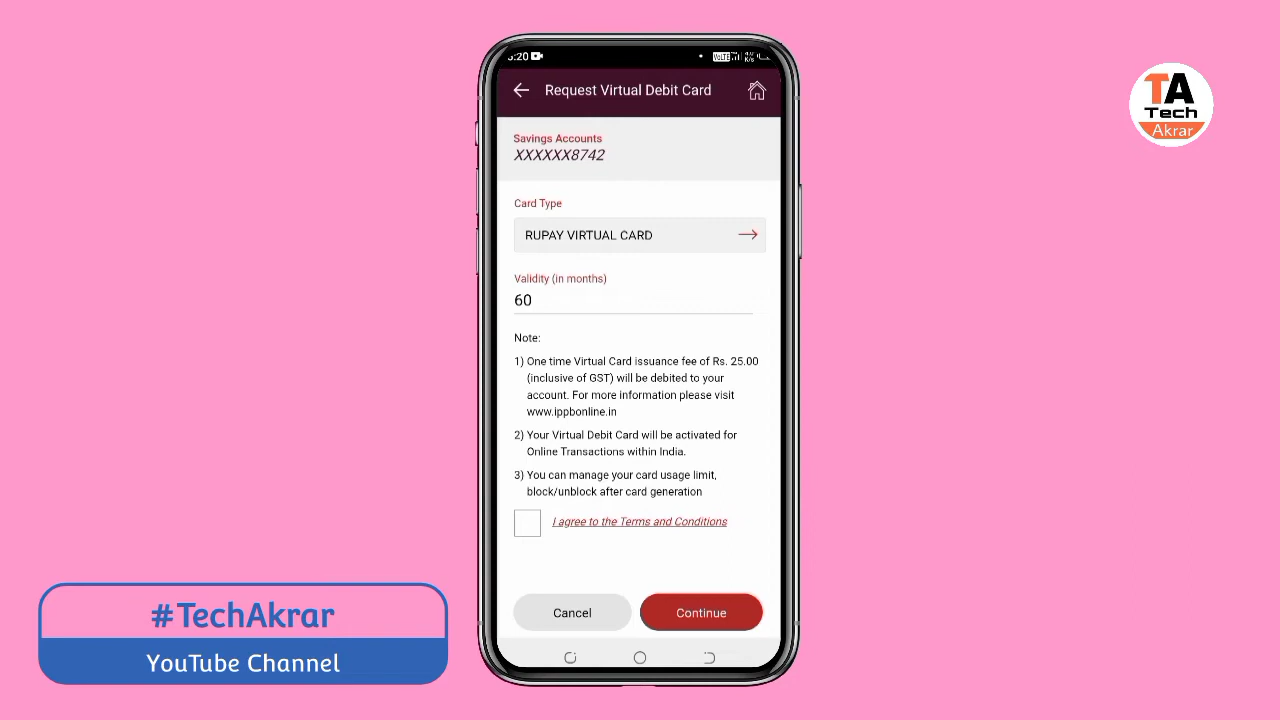 :20
VoLTE
K/s
Request Virtual Debit Card
TA
Tech
Akrar
Savings Accounts
XXXXXX8742
Card Type
RUPAY VIRTUAL CARD
Validity (in months)
60
Note:
1) One time Virtual Card issuance fee of Rs. 25.00
(inclusive of GST) will be debited to your
account. For more information please visit
www.ippbonline.in
2) Your Virtual Debit Card will be activated for
Online Transactions within India.
3) You can manage your card usage limit,
block/unblock after card generation
I agree to the Terms and Conditions
Cancel
Continue
#TechAkrar
YouTube Channel